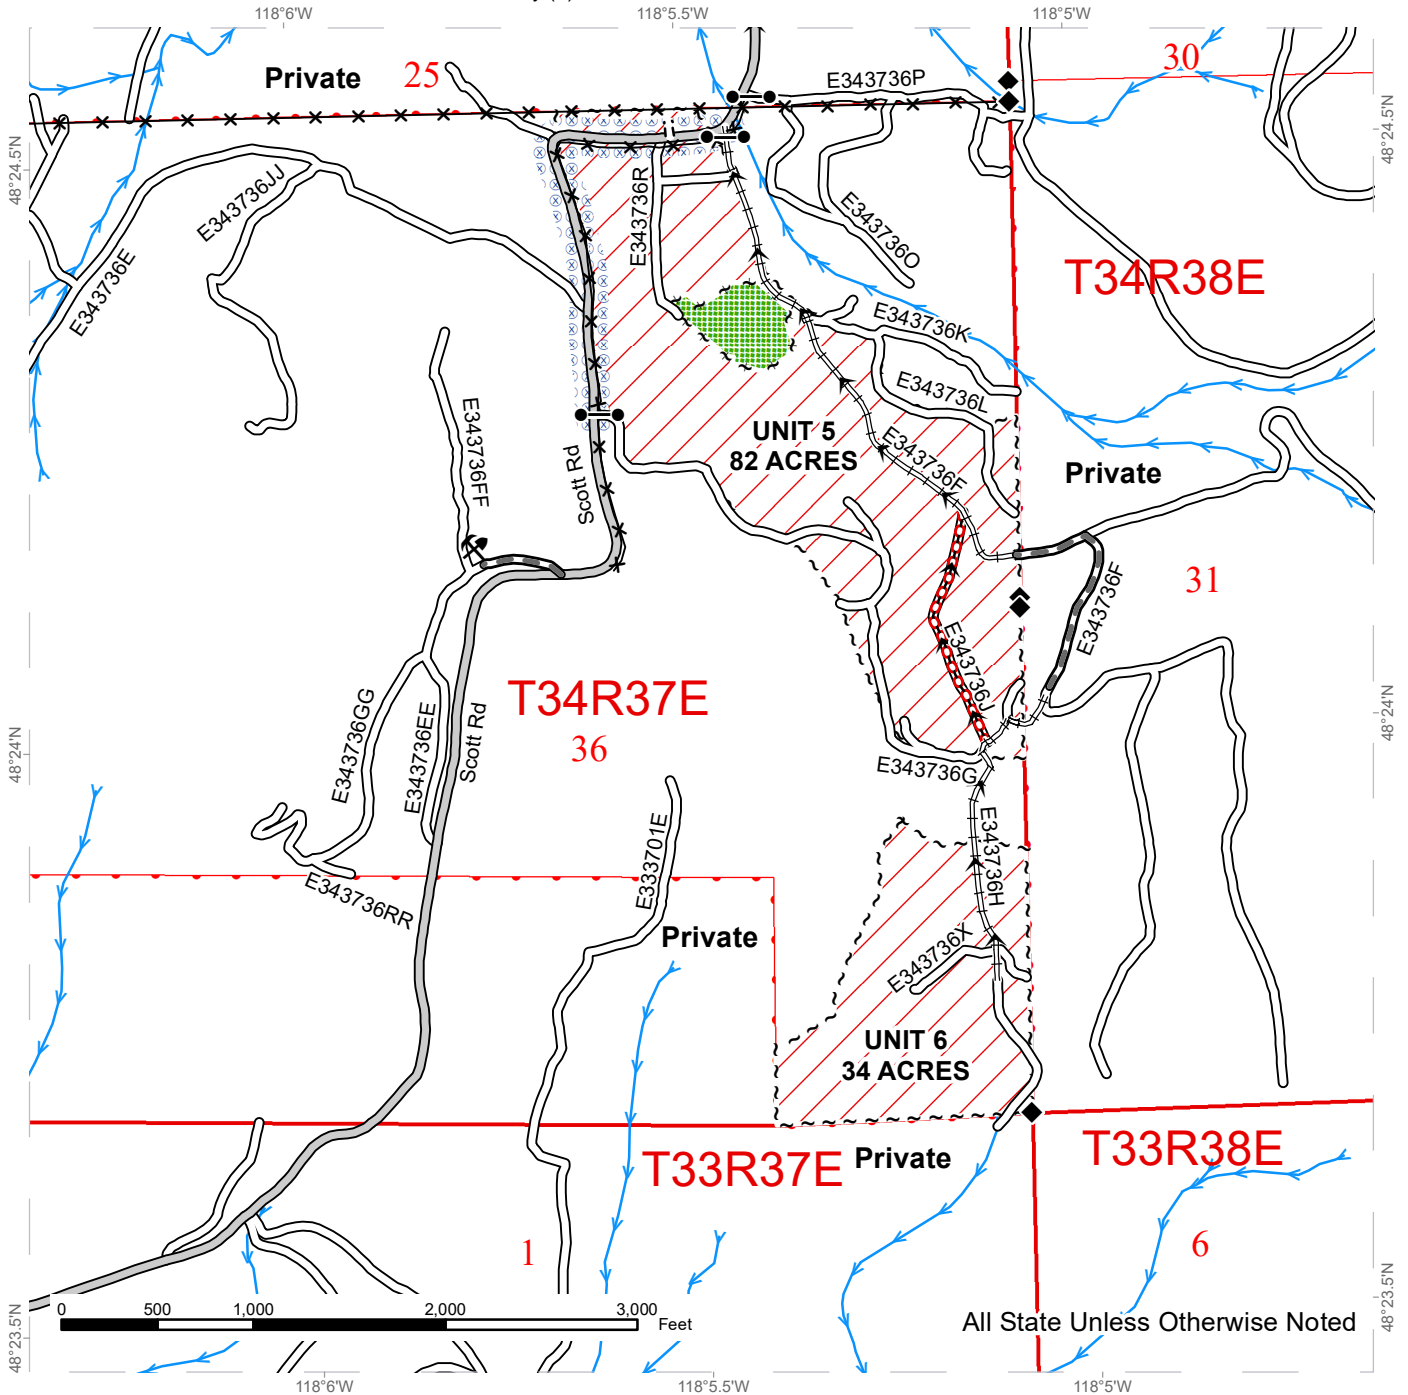 118°6'W
118°5.5'W
118°5'W
Private
25
E343736P
30
48°24.5'N
48°24.5'N
E343736JJ
E343736R
E343736O
E343736E
T34R38E
E343736K
E343736L
E343736FF
UNIT 5
82 ACRES
E343736F
Private
Scott Rd
31
E343736F
E343736J
T34R37E
36
E343736GG
E343736EE
Scott Rd
48°24'N
48°24'N
E343736G
E343736H
E333701E
E343736RR
Private
E343736X
UNIT 6
34 ACRES
T33R37E
Private
T33R38E
1
6
0
500
1,000
2,000
3,000
Feet
All State Unless Otherwise Noted
48°23.5'N
48°23.5'N
118°6'W
118°5.5'W
118°5'W